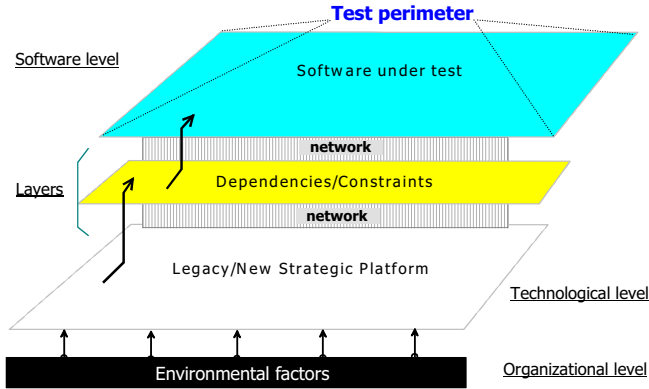 Test perimeter
Software level
Software under test
network
Dependencies/Constraints
Layers
network
Legacy/New Strategic Platform
Technological level
Environmental factors
Organizational level